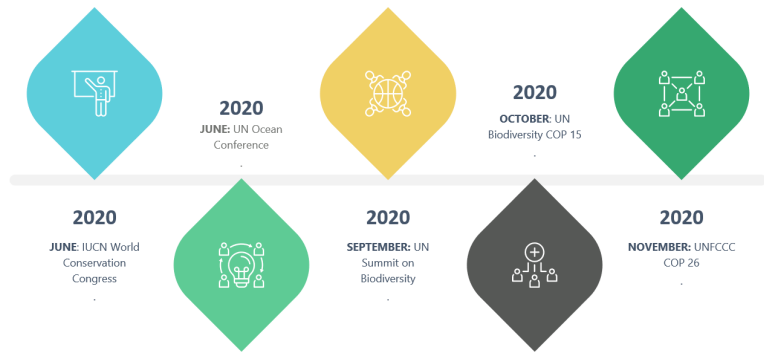 2020
JUNE: UN Ocean
Conference
.
2020
OCTOBER: UN
Biodiversity COP 15
.
2020
JUNE: IUCN World
Conservation
Congress
.
2020
SEPTEMBER: UN
Summit on
Biodiversity
.
2020
NOVEMBER: UNFCCC
COP 26
.